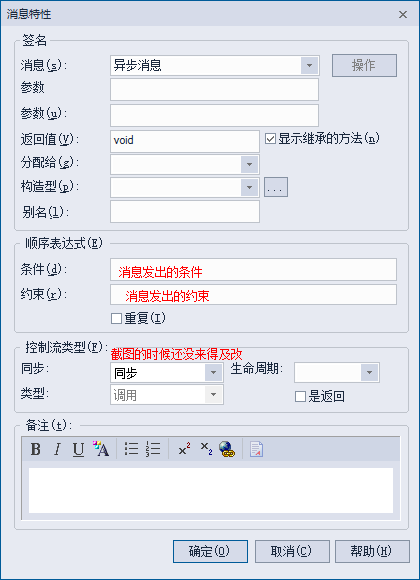 消息特性
签名
消息(s): 异步消息 操作
参数
参数(u):
返回值(V): void 显示继承的方法(n)
分配给(g):
构造型(p): ...
别名(l):
顺序表达式(E)
条件(d): 消息发出的条件
约束(r): 消息发出的约束
重复(I)
控制流类型(F): 截图的时候还没来得及改
同步: 同步 生命周期:
类型: 调用 是返回
备注(t):
B I U A x² x₂
确定(O) 取消(C) 帮助(H)